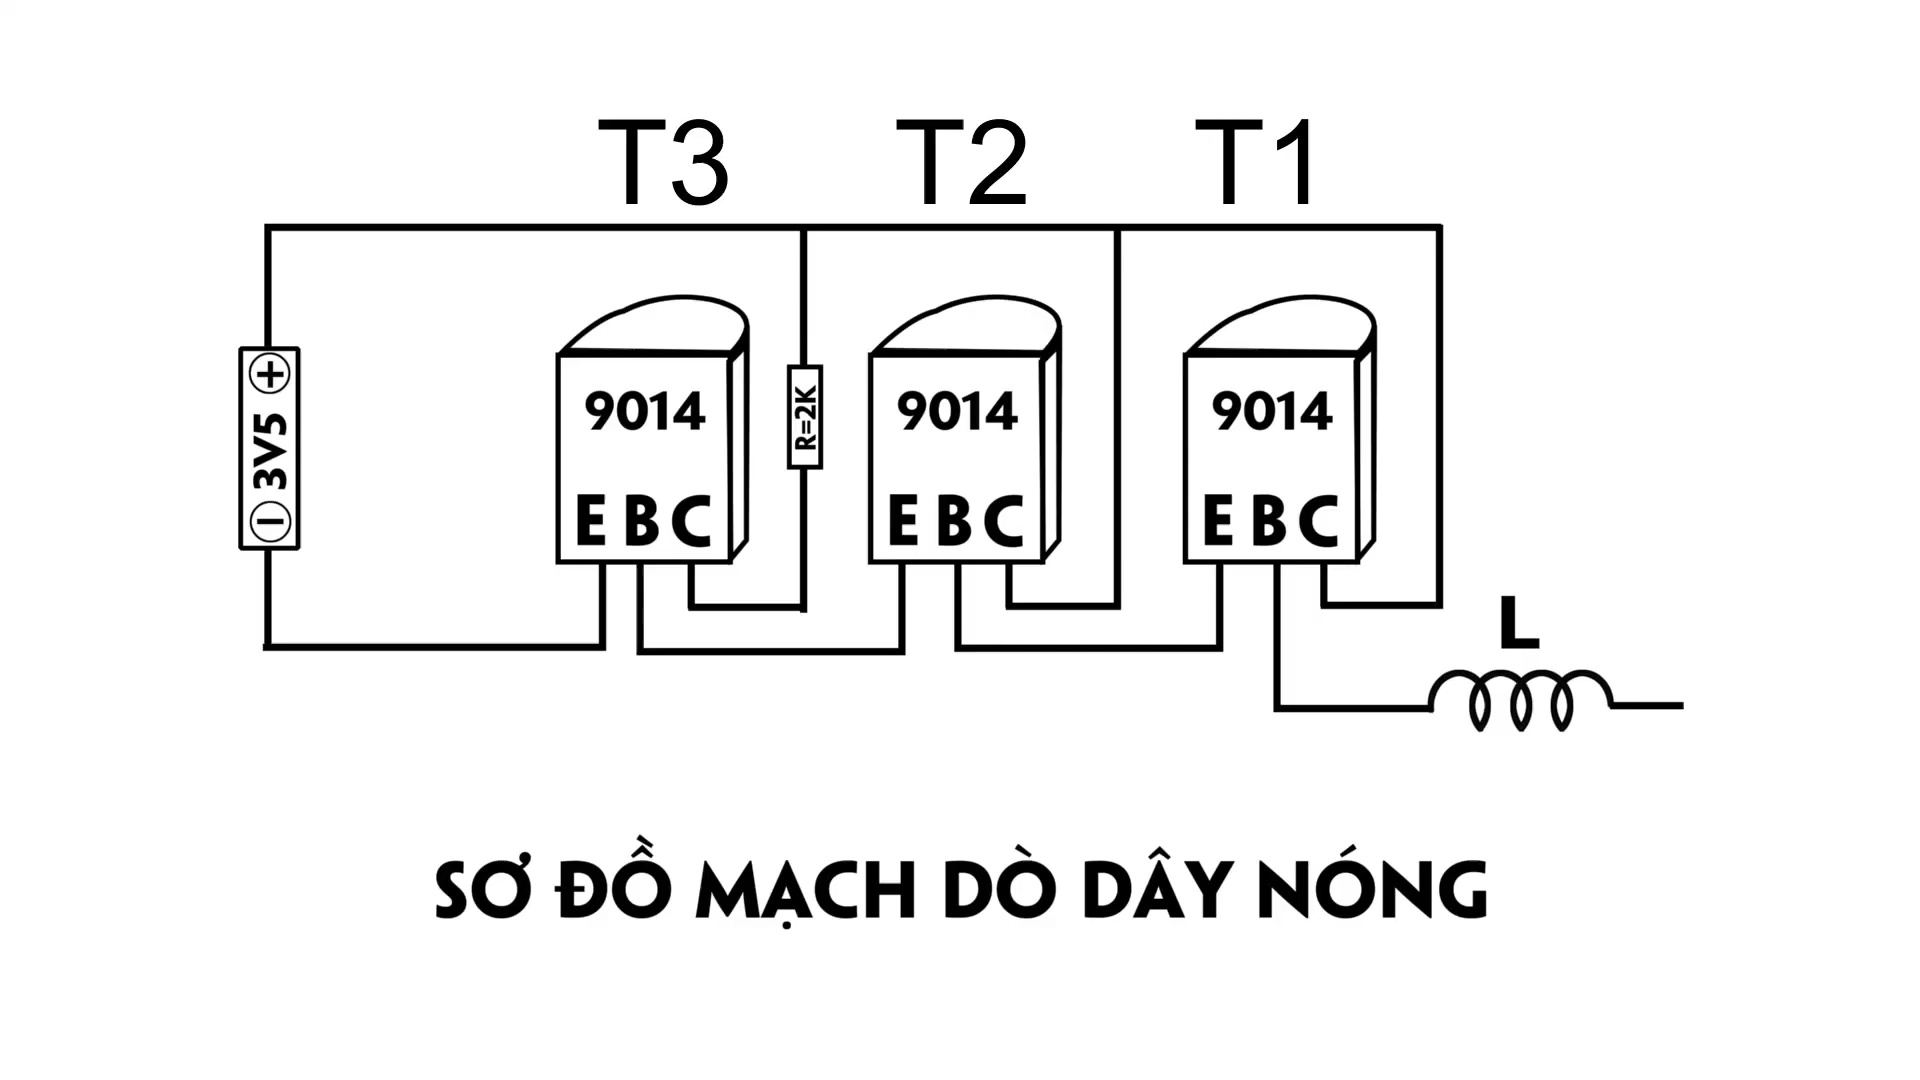 T3 T2 T1
⊕ 3V5 ⊖
9014 R=2K 9014 9014
E B C E B C E B C
L
SƠ ĐỒ MẠCH DÒ DÂY NÓNG